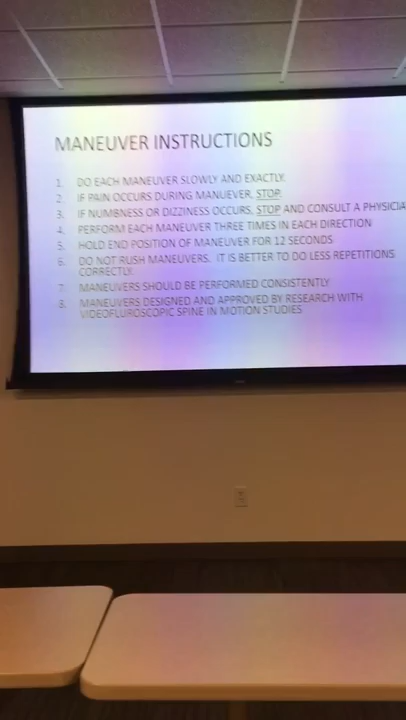 MANEUVER INSTRUCTIONS
1. DO EACH MANEUVER SLOWLY AND EXACTLY.
2. IF PAIN OCCURS DURING MANUEVER, STOP.
3. IF NUMBNESS OR DIZZINESS OCCURS, STOP AND CONSULT A PHYSICIA
4. PERFORM EACH MANEUVER THREE TIMES IN EACH DIRECTION
5. HOLD END POSITION OF MANEUVER FOR 12 SECONDS
6. DO NOT RUSH MANEUVERS. IT IS BETTER TO DO LESS REPETITIONS
CORRECTLY.
7. MANEUVERS SHOULD BE PERFORMED CONSISTENTLY
8. MANEUVERS DESIGNED AND APPROVED BY RESEARCH WITH
VIDEOFLUROSCOPIC SPINE IN MOTION STUDIES